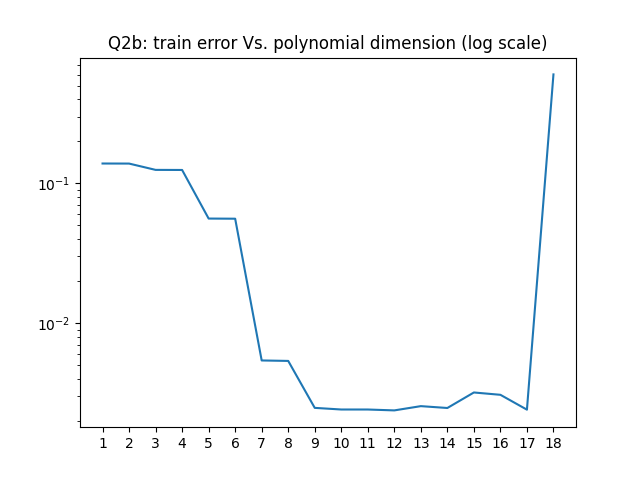 Q2b: train error Vs. polynomial dimension (log scale)
10⁻¹
10⁻²
1 2 3 4 5 6 7 8 9 10 11 12 13 14 15 16 17 18